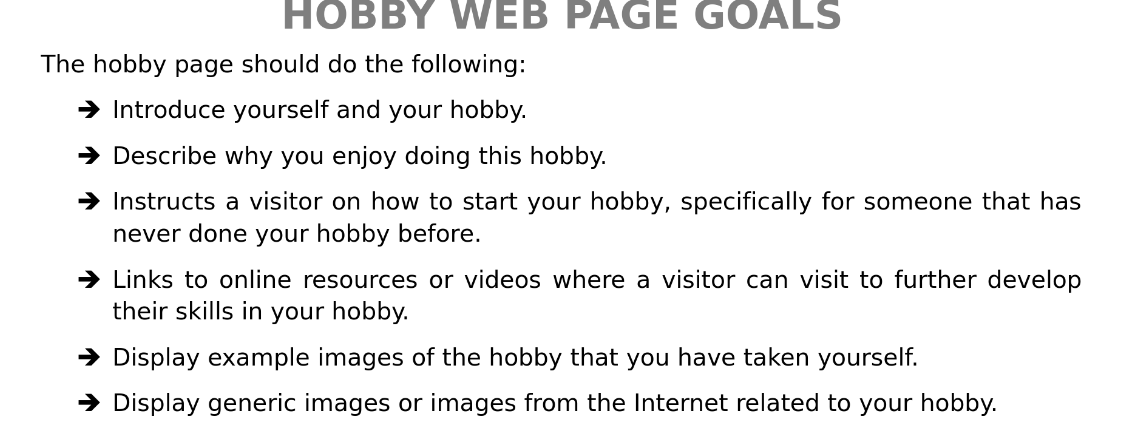 HOBBY WEB PAGE GOALS
The hobby page should do the following:
➔ Introduce yourself and your hobby.
➔ Describe why you enjoy doing this hobby.
➔ Instructs a visitor on how to start your hobby, specifically for someone that has
never done your hobby before.
➔ Links to online resources or videos where a visitor can visit to further develop
their skills in your hobby.
➔ Display example images of the hobby that you have taken yourself.
➔ Display generic images or images from the Internet related to your hobby.